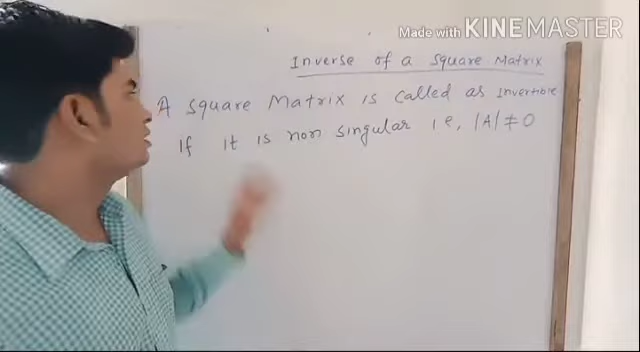 Made with KINEMASTER
Inverse of a Square Matrix
A Square Matrix is called as Invertible
If it is non singular i e, |A| ≠ 0